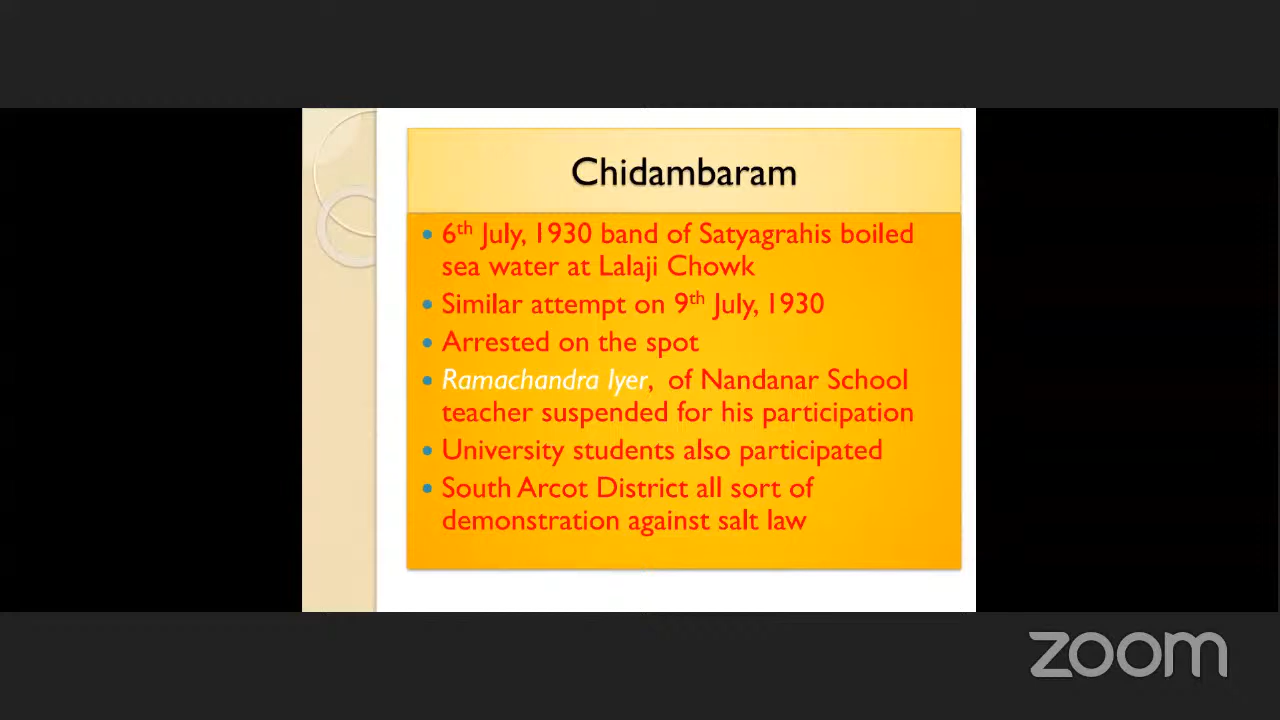 Chidambaram
• 6th July, 1930 band of Satyagrahis boiled
sea water at Lalaji Chowk
• Similar attempt on 9th July, 1930
• Arrested on the spot
• Ramachandra Iyer, of Nandanar School
teacher suspended for his participation
• University students also participated
• South Arcot District all sort of
demonstration against salt law
zoom